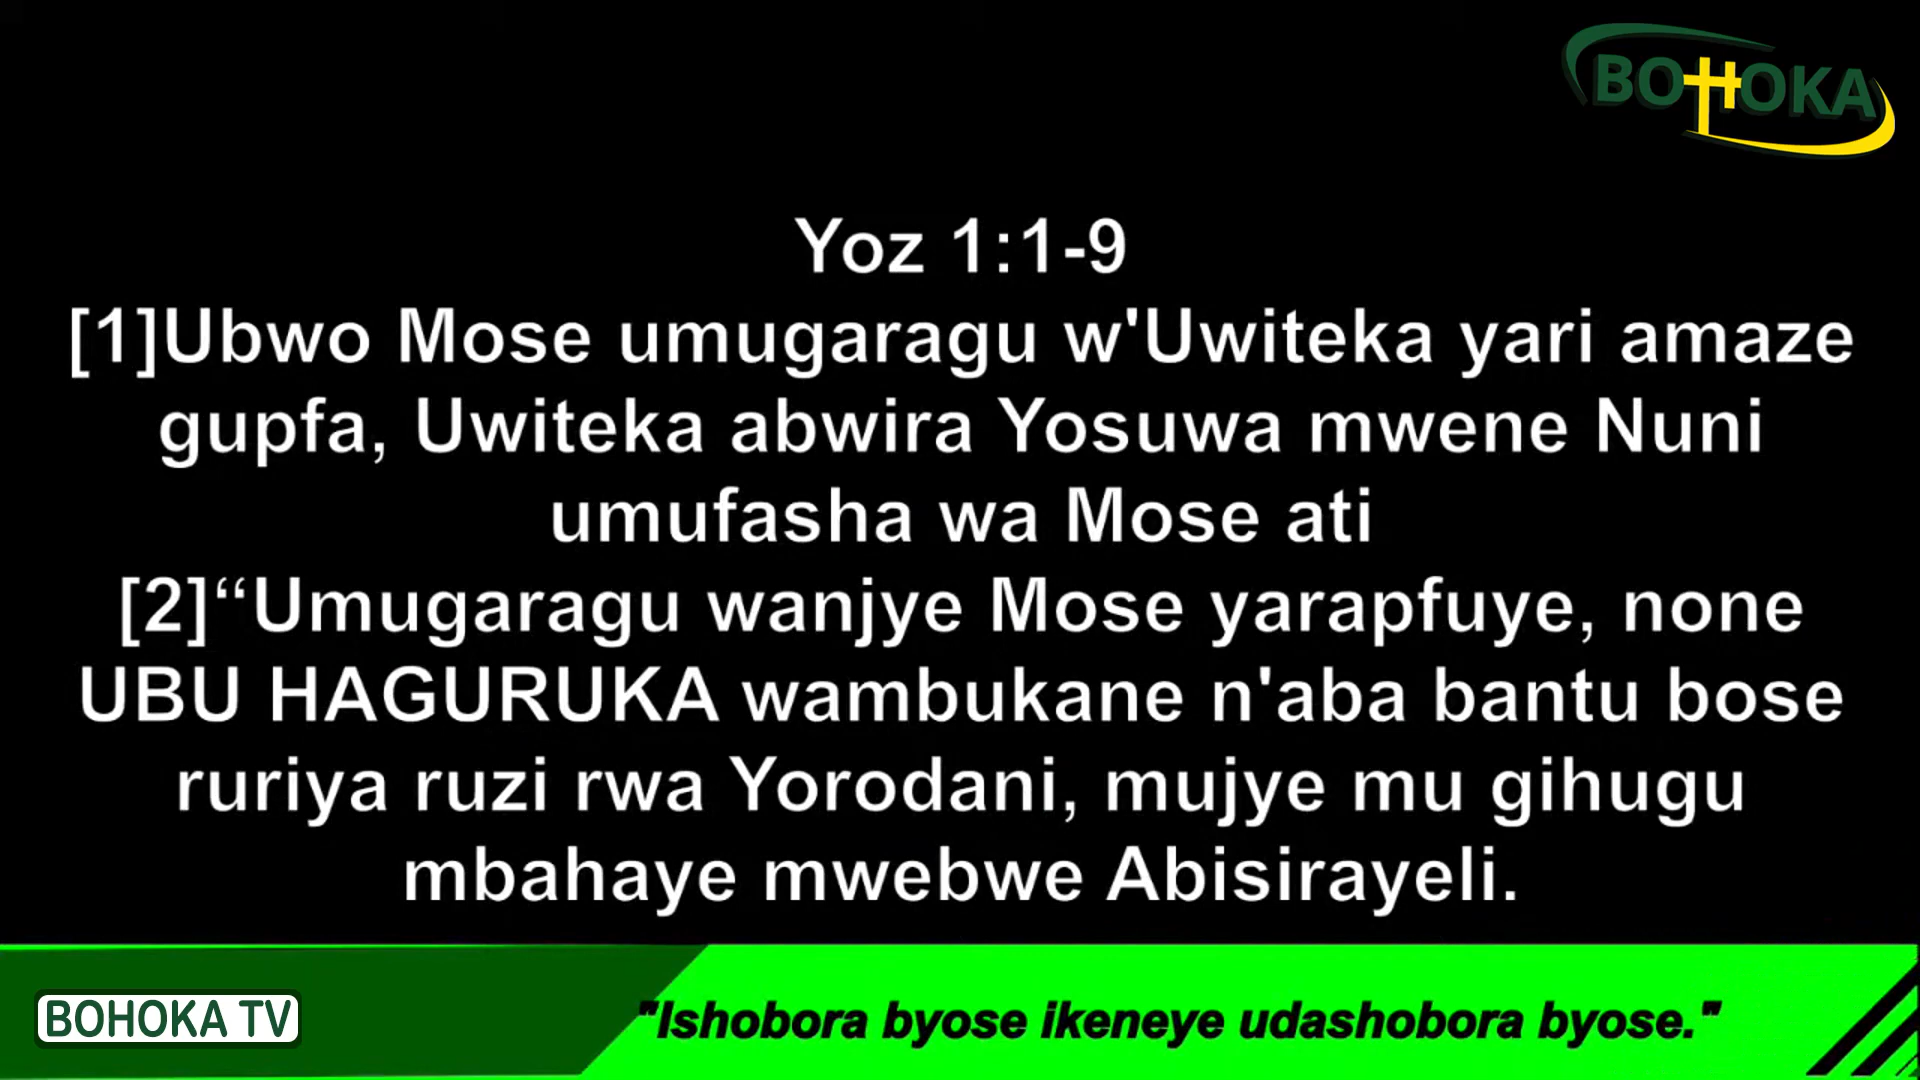 BOHOKA
Yoz 1:1-9
[1]Ubwo Mose umugaragu w'Uwiteka yari amaze
gupfa, Uwiteka abwira Yosuwa mwene Nuni
umufasha wa Mose ati
[2]“Umugaragu wanjye Mose yarapfuye, none
UBU HAGURUKA wambukane n'aba bantu bose
ruriya ruzi rwa Yorodani, mujye mu gihugu
mbahaye mwebwe Abisirayeli.
BOHOKA TV
"Ishobora byose ikeneye udashobora byose."